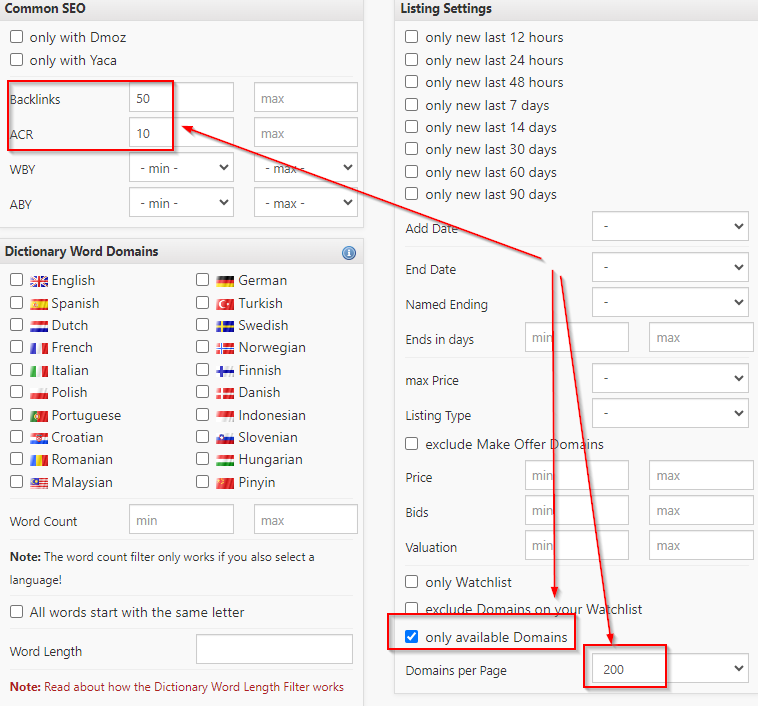 Common SEO
only with Dmoz
only with Yaca
Backlinks 50 max
ACR 10 max
WBY - min - - max -
ABY - min - - max -
Dictionary Word Domains
English German
Spanish Turkish
Dutch Swedish
French Norwegian
Italian Finnish
Polish Danish
Portuguese Indonesian
Croatian Slovenian
Romanian Hungarian
Malaysian Pinyin
Word Count min max
Note: The word count filter only works if you also select a
language!
All words start with the same letter
Word Length
Note: Read about how the Dictionary Word Length Filter works
Listing Settings
only new last 12 hours
only new last 24 hours
only new last 48 hours
only new last 7 days
only new last 14 days
only new last 30 days
only new last 60 days
only new last 90 days
Add Date -
End Date -
Named Ending -
Ends in days min max
max Price -
Listing Type -
exclude Make Offer Domains
Price min max
Bids min max
Valuation min max
only Watchlist
exclude Domains on your Watchlist
only available Domains
Domains per Page 200